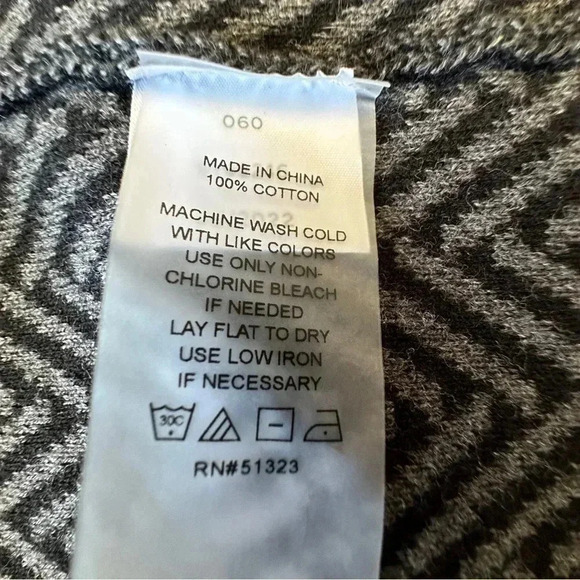 060
MADE IN CHINA
100% COTTON
MACHINE WASH COLD
WITH LIKE COLORS
USE ONLY NON-
CHLORINE BLEACH
IF NEEDED
LAY FLAT TO DRY
USE LOW IRON
IF NECESSARY
30C
RN#51323